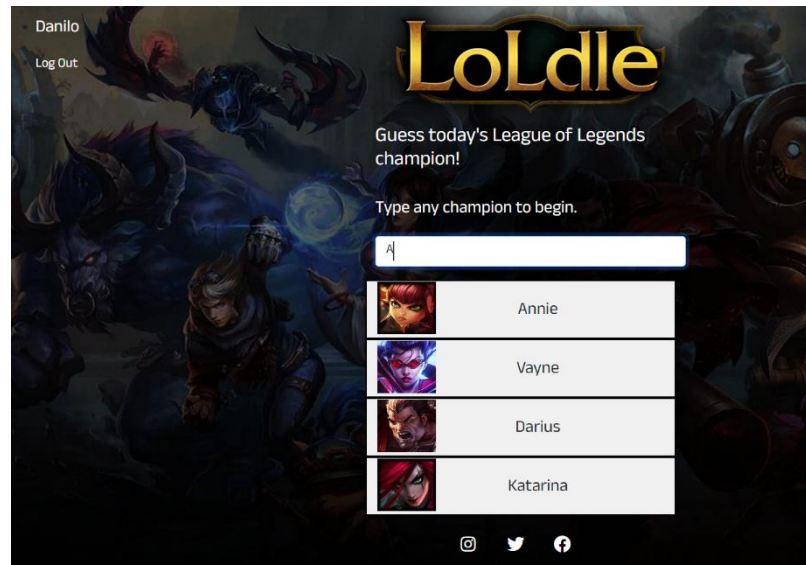 Danilo
Log Out
LoLdle
Guess today's League of Legends
champion!
Type any champion to begin.
A
Annie
Vayne
Darius
Katarina